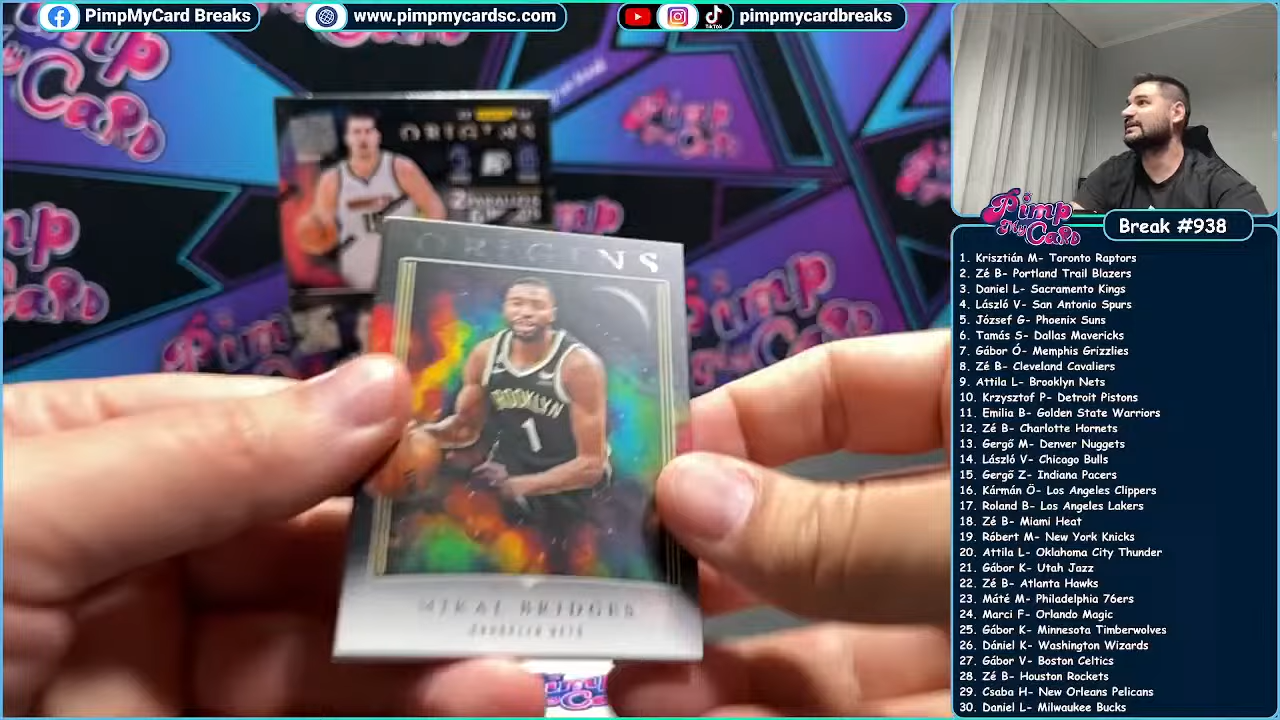 PimpMyCard Breaks
www.pimpmycardsc.com
pimpmycardbreaks
TikTok
Pimp
My
Card
Break #938
1. Krisztián M- Toronto Raptors
2. Zé B- Portland Trail Blazers
3. Daniel L- Sacramento Kings
4. László V- San Antonio Spurs
5. József G- Phoenix Suns
6. Tamás S- Dallas Mavericks
7. Gábor Ó- Memphis Grizzlies
8. Zé B- Cleveland Cavaliers
9. Attila L- Brooklyn Nets
10. Krzysztof P- Detroit Pistons
11. Emilia B- Golden State Warriors
12. Zé B- Charlotte Hornets
13. Gergő M- Denver Nuggets
14. László V- Chicago Bulls
15. Gergő Z- Indiana Pacers
16. Kármán Ö- Los Angeles Clippers
17. Roland B- Los Angeles Lakers
18. Zé B- Miami Heat
19. Róbert M- New York Knicks
20. Attila L- Oklahoma City Thunder
21. Gábor K- Utah Jazz
22. Zé B- Atlanta Hawks
23. Máté M- Philadelphia 76ers
24. Marci F- Orlando Magic
25. Gábor K- Minnesota Timberwolves
26. Dániel K- Washington Wizards
27. Gábor V- Boston Celtics
28. Zé B- Houston Rockets
29. Csaba H- New Orleans Pelicans
30. Daniel L- Milwaukee Bucks
ORIGINS
ORIGINS
BROOKLYN
1
MIKAL BRIDGES
BROOKLYN NETS